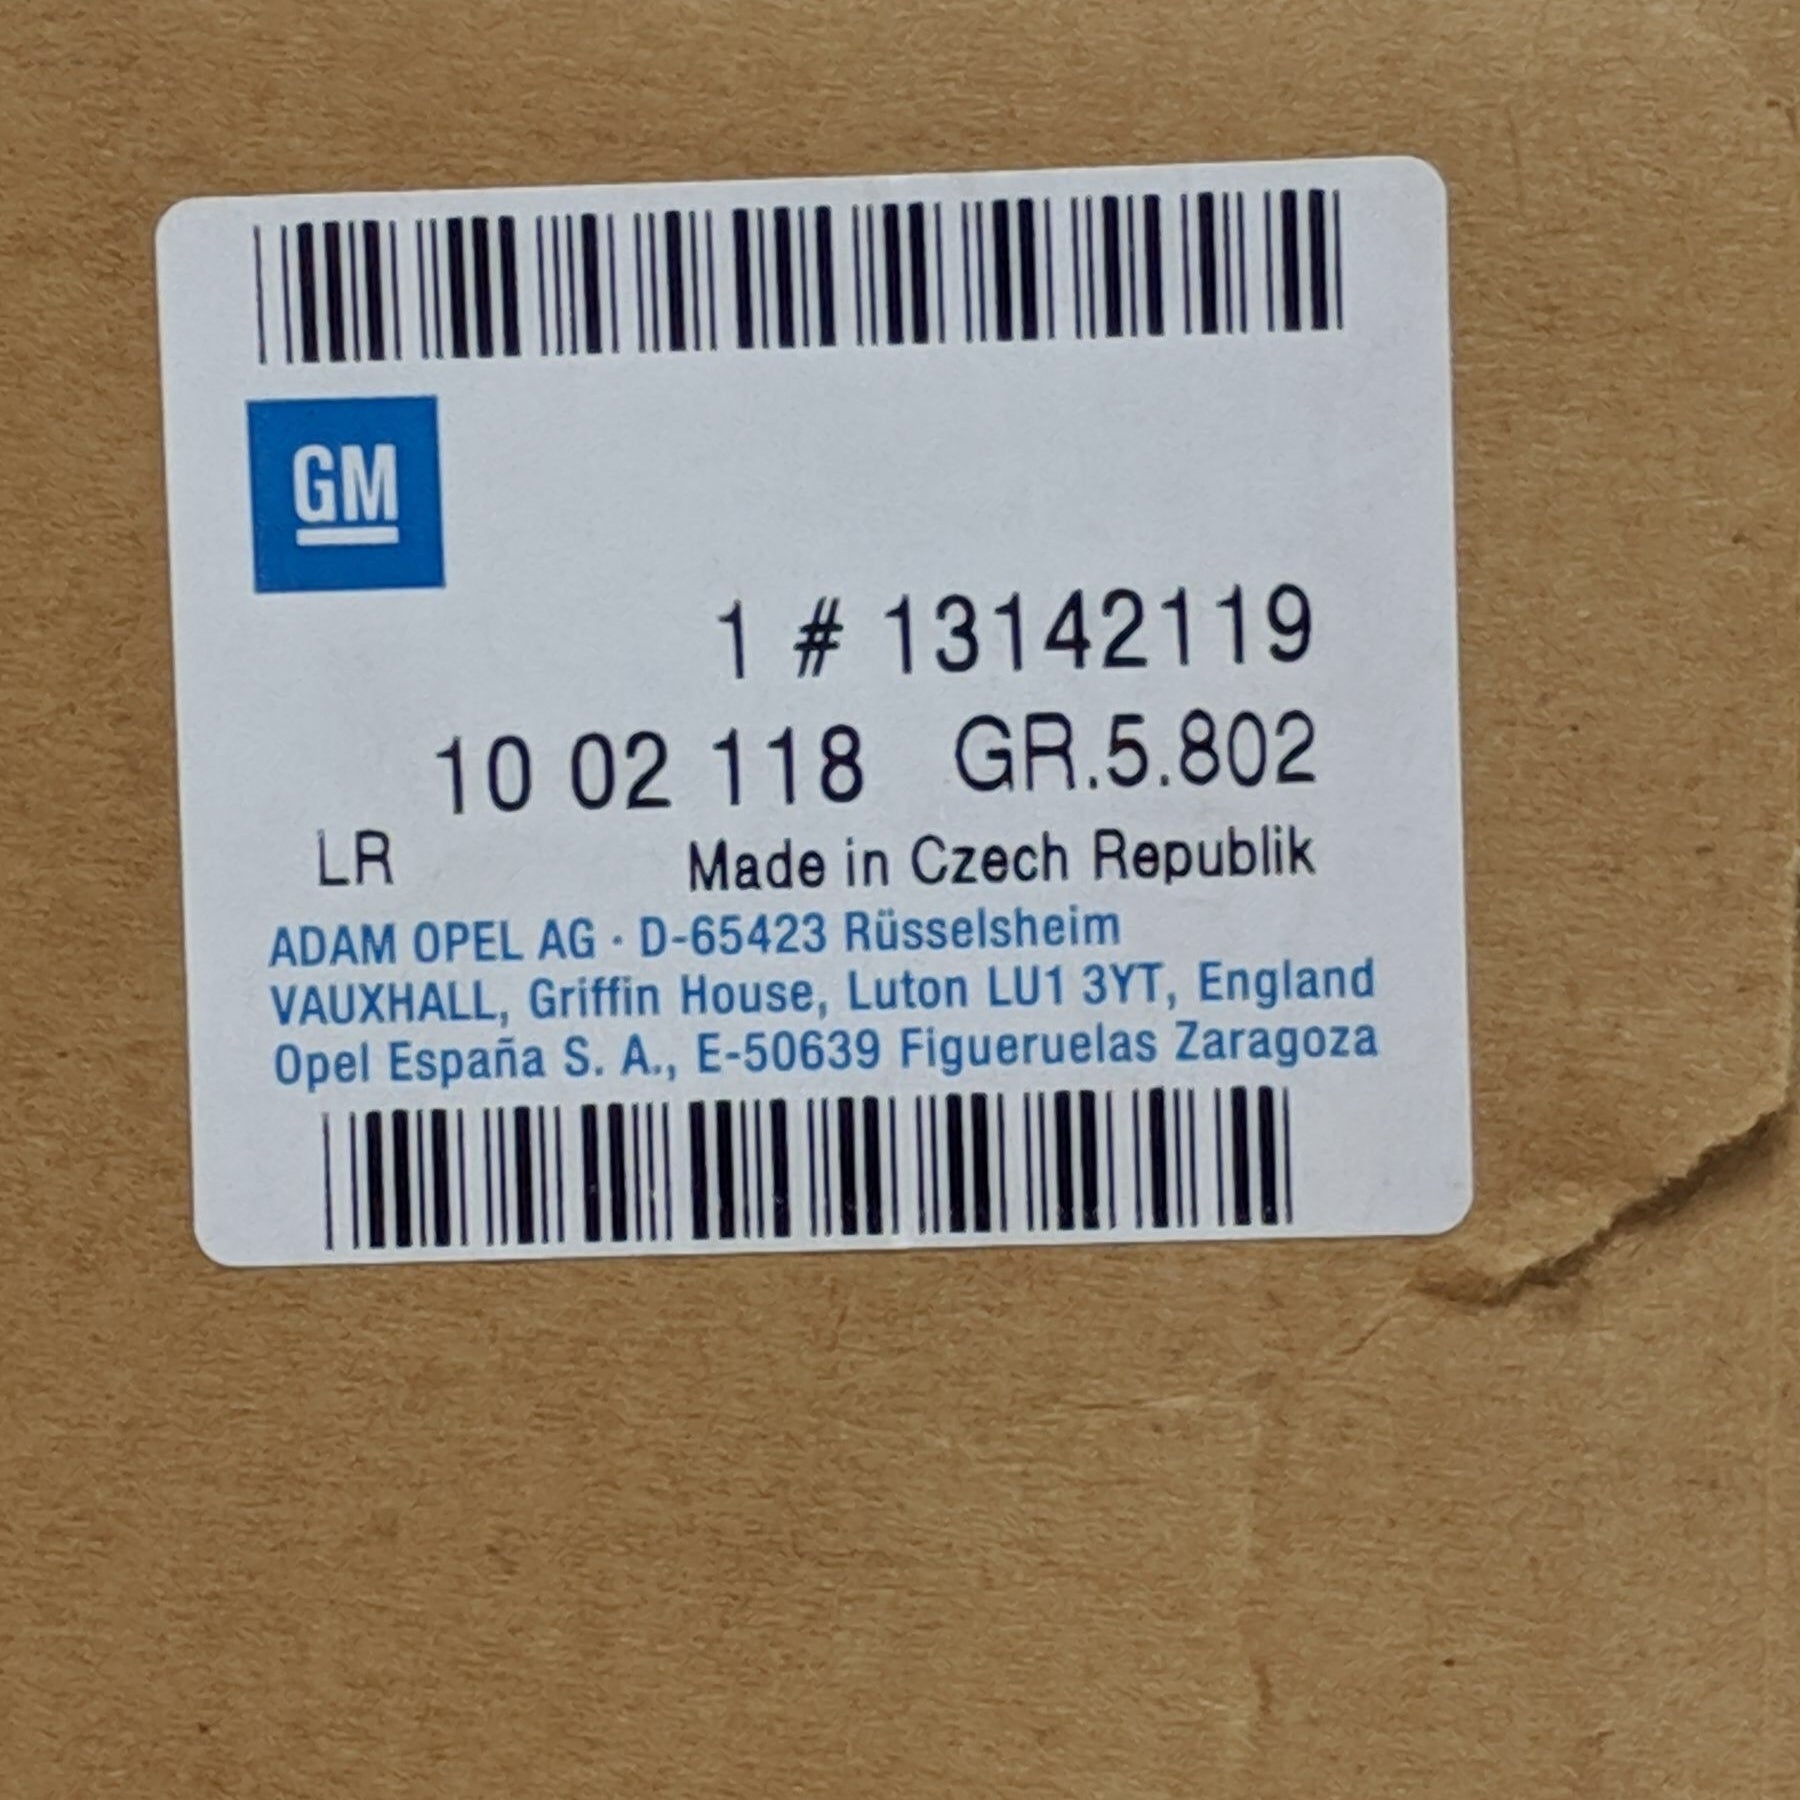 GM
1 # 13142119
10 02 118 GR.5.802
LR Made in Czech Republik
ADAM OPEL AG · D-65423 Rüsselsheim
VAUXHALL, Griffin House, Luton LU1 3YT, England
Opel España S. A., E-50639 Figueruelas Zaragoza